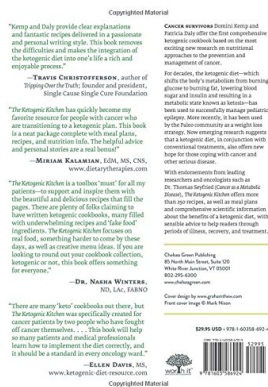 Copyrighted Material
"Kemp and Daly provide clear explanations
and fantastic recipes delivered in a passionate
and personal writing style. This book removes
the difficulties and makes the integration of
the ketogenic diet into one's life a rich and
enjoyable process."
—Travis Christofferson, author of
Tripping Over the Truth; founder and president,
Single Cause Single Cure Foundation
"The Ketogenic Kitchen has quickly become my
favorite resource for people with cancer who
are transitioning to a ketogenic plan. This book
is a neat package complete with meal plans,
recipes, and nutrition info. The helpful advice
and personal stories are a real bonus!"
—Miriam Kalamian, EdM, MS, CNS,
www.dietarytherapies.com
"The Ketogenic Kitchen is a toolbox 'must' for all my
patients—to support and inspire them with
the beautiful and delicious recipes that fill the
pages. There are plenty of folks claiming to
have written ketogenic cookbooks, many filled
with underwhelming recipes and 'fake food'
ingredients. The Ketogenic Kitchen focuses on
real food, something harder to come by these
days, as well as creative menu ideas. If you are
looking to round out your cookbook collection,
ketogenic or not, this book offers something
for everyone."
—Dr. Nasha Winters,
ND, LAc, FABNO
"There are many 'keto' cookbooks out there, but
The Ketogenic Kitchen was specifically created for
cancer patients by two people who have fought
off cancer themselves. . . . This book will help
so many patients and medical professionals
learn how to implement the diet correctly, and
it should be a standard in every oncology ward."
—Ellen Davis, MS,
www.ketogenic-diet-resource.com
Cancer survivors Domini Kemp and
Patricia Daly offer the first comprehensive
ketogenic cookbook based on the most
exciting new research on nutritional
approaches to the prevention and
management of cancer.
For decades, the ketogenic diet—which
shifts the body's metabolism from burning
glucose to burning fat, lowering blood
sugar and insulin and resulting in a
metabolic state known as ketosis—has
been used to successfully manage pediatric
epilepsy. More recently, it has been used
by the Paleo community as a weight loss
strategy. Now emerging research suggests
that a ketogenic diet, in conjunction with
conventional treatments, also offers new
hope for those coping with cancer and
other serious disease.
With endorsements from leading
researchers and oncologists such as
Dr. Thomas Seyfried (Cancer as a Metabolic
Disease), The Ketogenic Kitchen offers more
than 250 recipes, as well as meal plans
and comprehensive scientific information
about the benefits of a ketogenic diet, with
sensible advice to help readers through
periods of illness, recovery, and treatment.
Chelsea Green Publishing
85 North Main Street, Suite 120
White River Junction, VT 05001
802-295-6300
www.chelseagreen.com
Cover design by www.grahamthew.com
Front cover image © Mark Nixon
$29.95 USD
worth it
Copyrighted Material